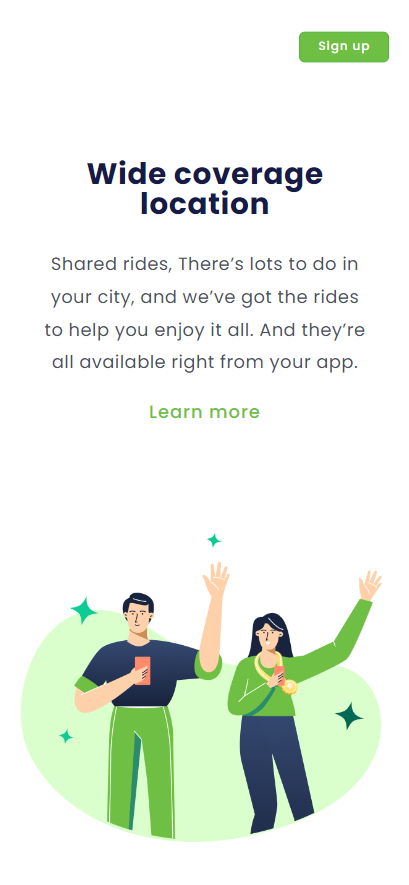 Sign up
Wide coverage
location
Shared rides, There's lots to do in
your city, and we've got the rides
to help you enjoy it all. And they're
all available right from your app.
Learn more